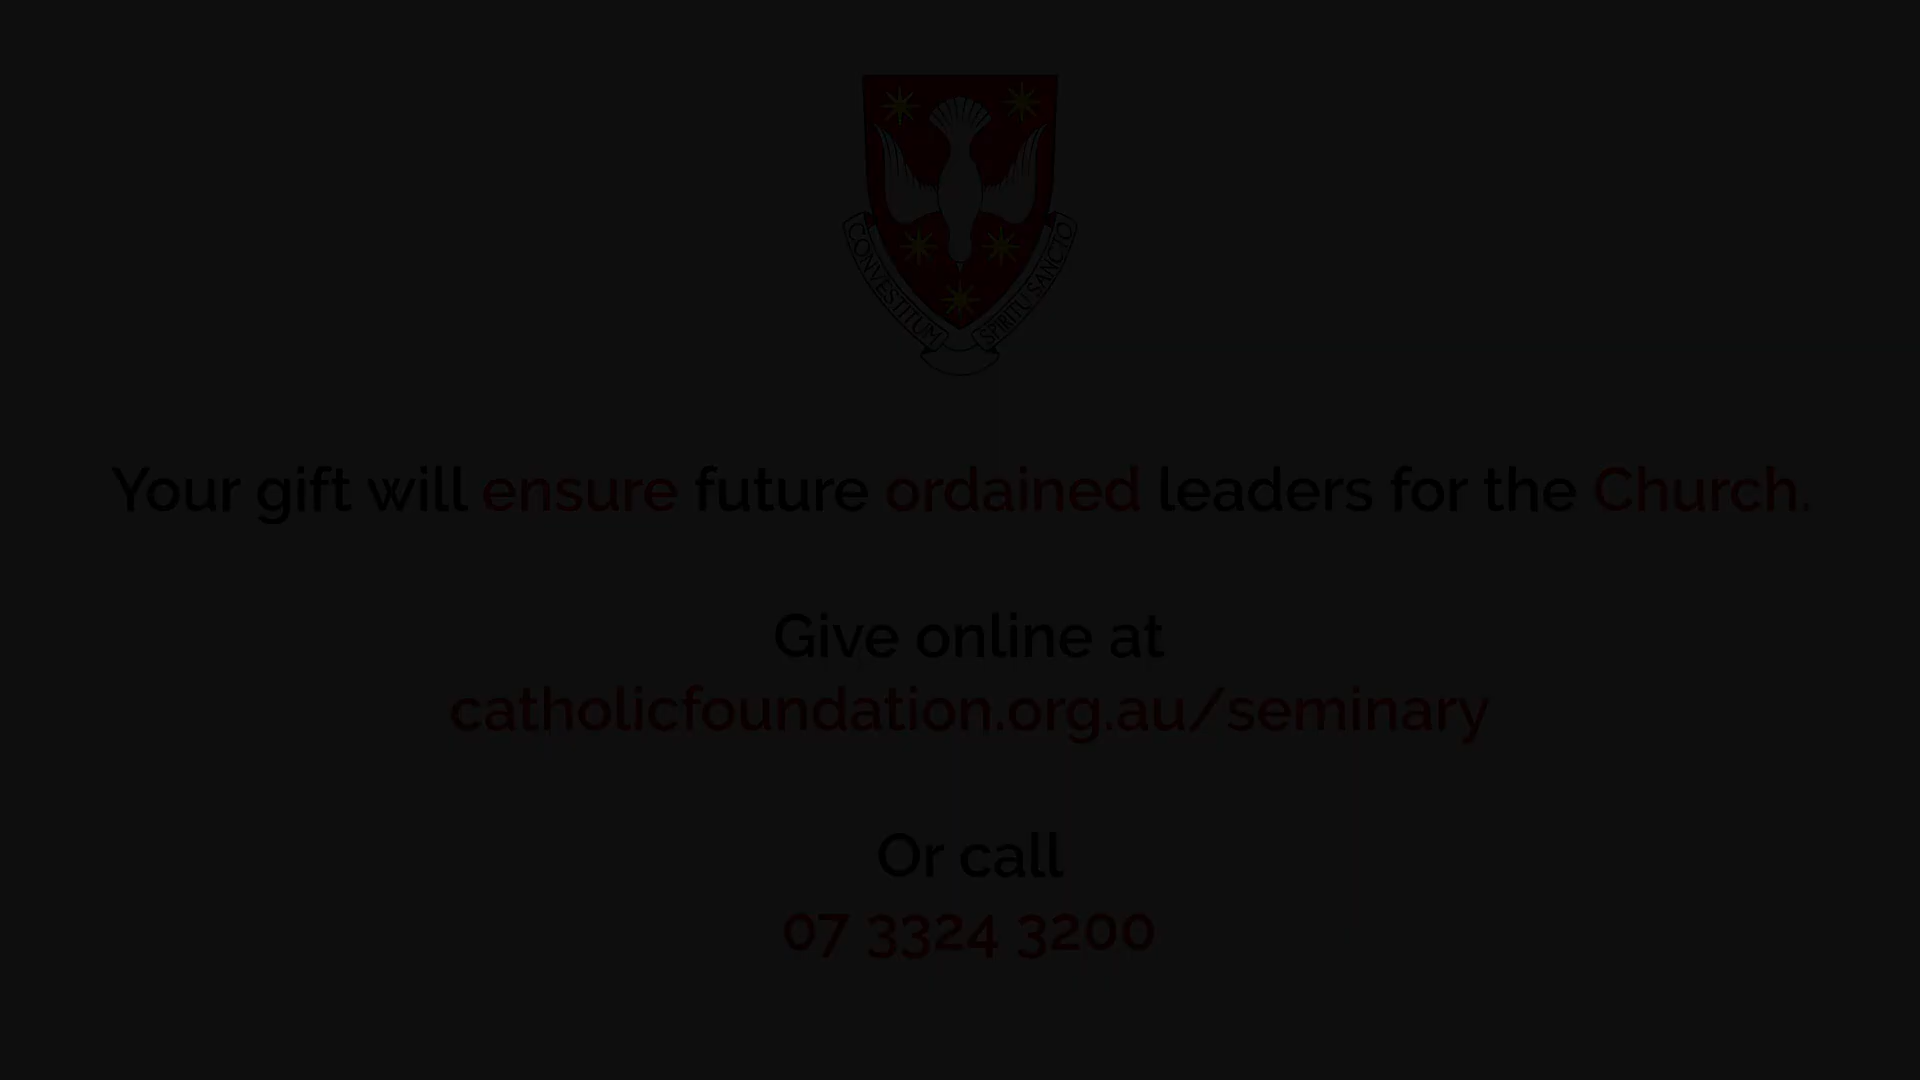 CONVESTITUM SPIRITU SANCTO
Your gift will ensure future ordained leaders for the Church.
Give online at
catholicfoundation.org.au/seminary
Or call
07 3324 3200